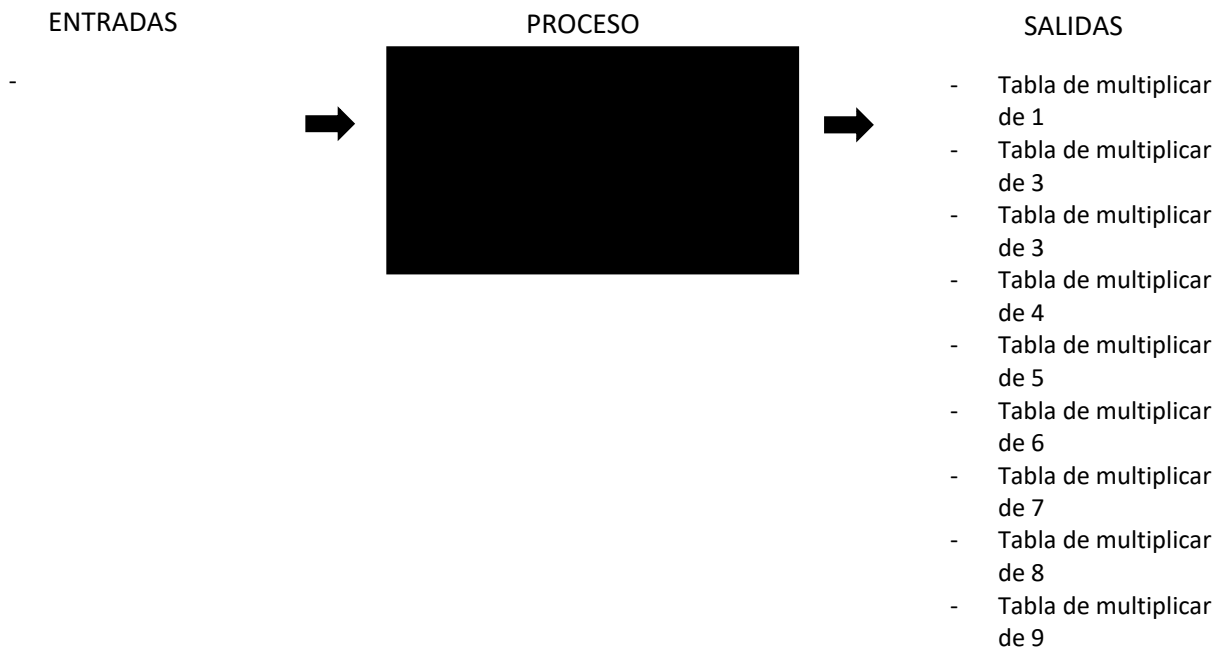 ENTRADAS
-
PROCESO
SALIDAS
- Tabla de multiplicar
de 1
- Tabla de multiplicar
de 3
- Tabla de multiplicar
de 3
- Tabla de multiplicar
de 4
- Tabla de multiplicar
de 5
- Tabla de multiplicar
de 6
- Tabla de multiplicar
de 7
- Tabla de multiplicar
de 8
- Tabla de multiplicar
de 9